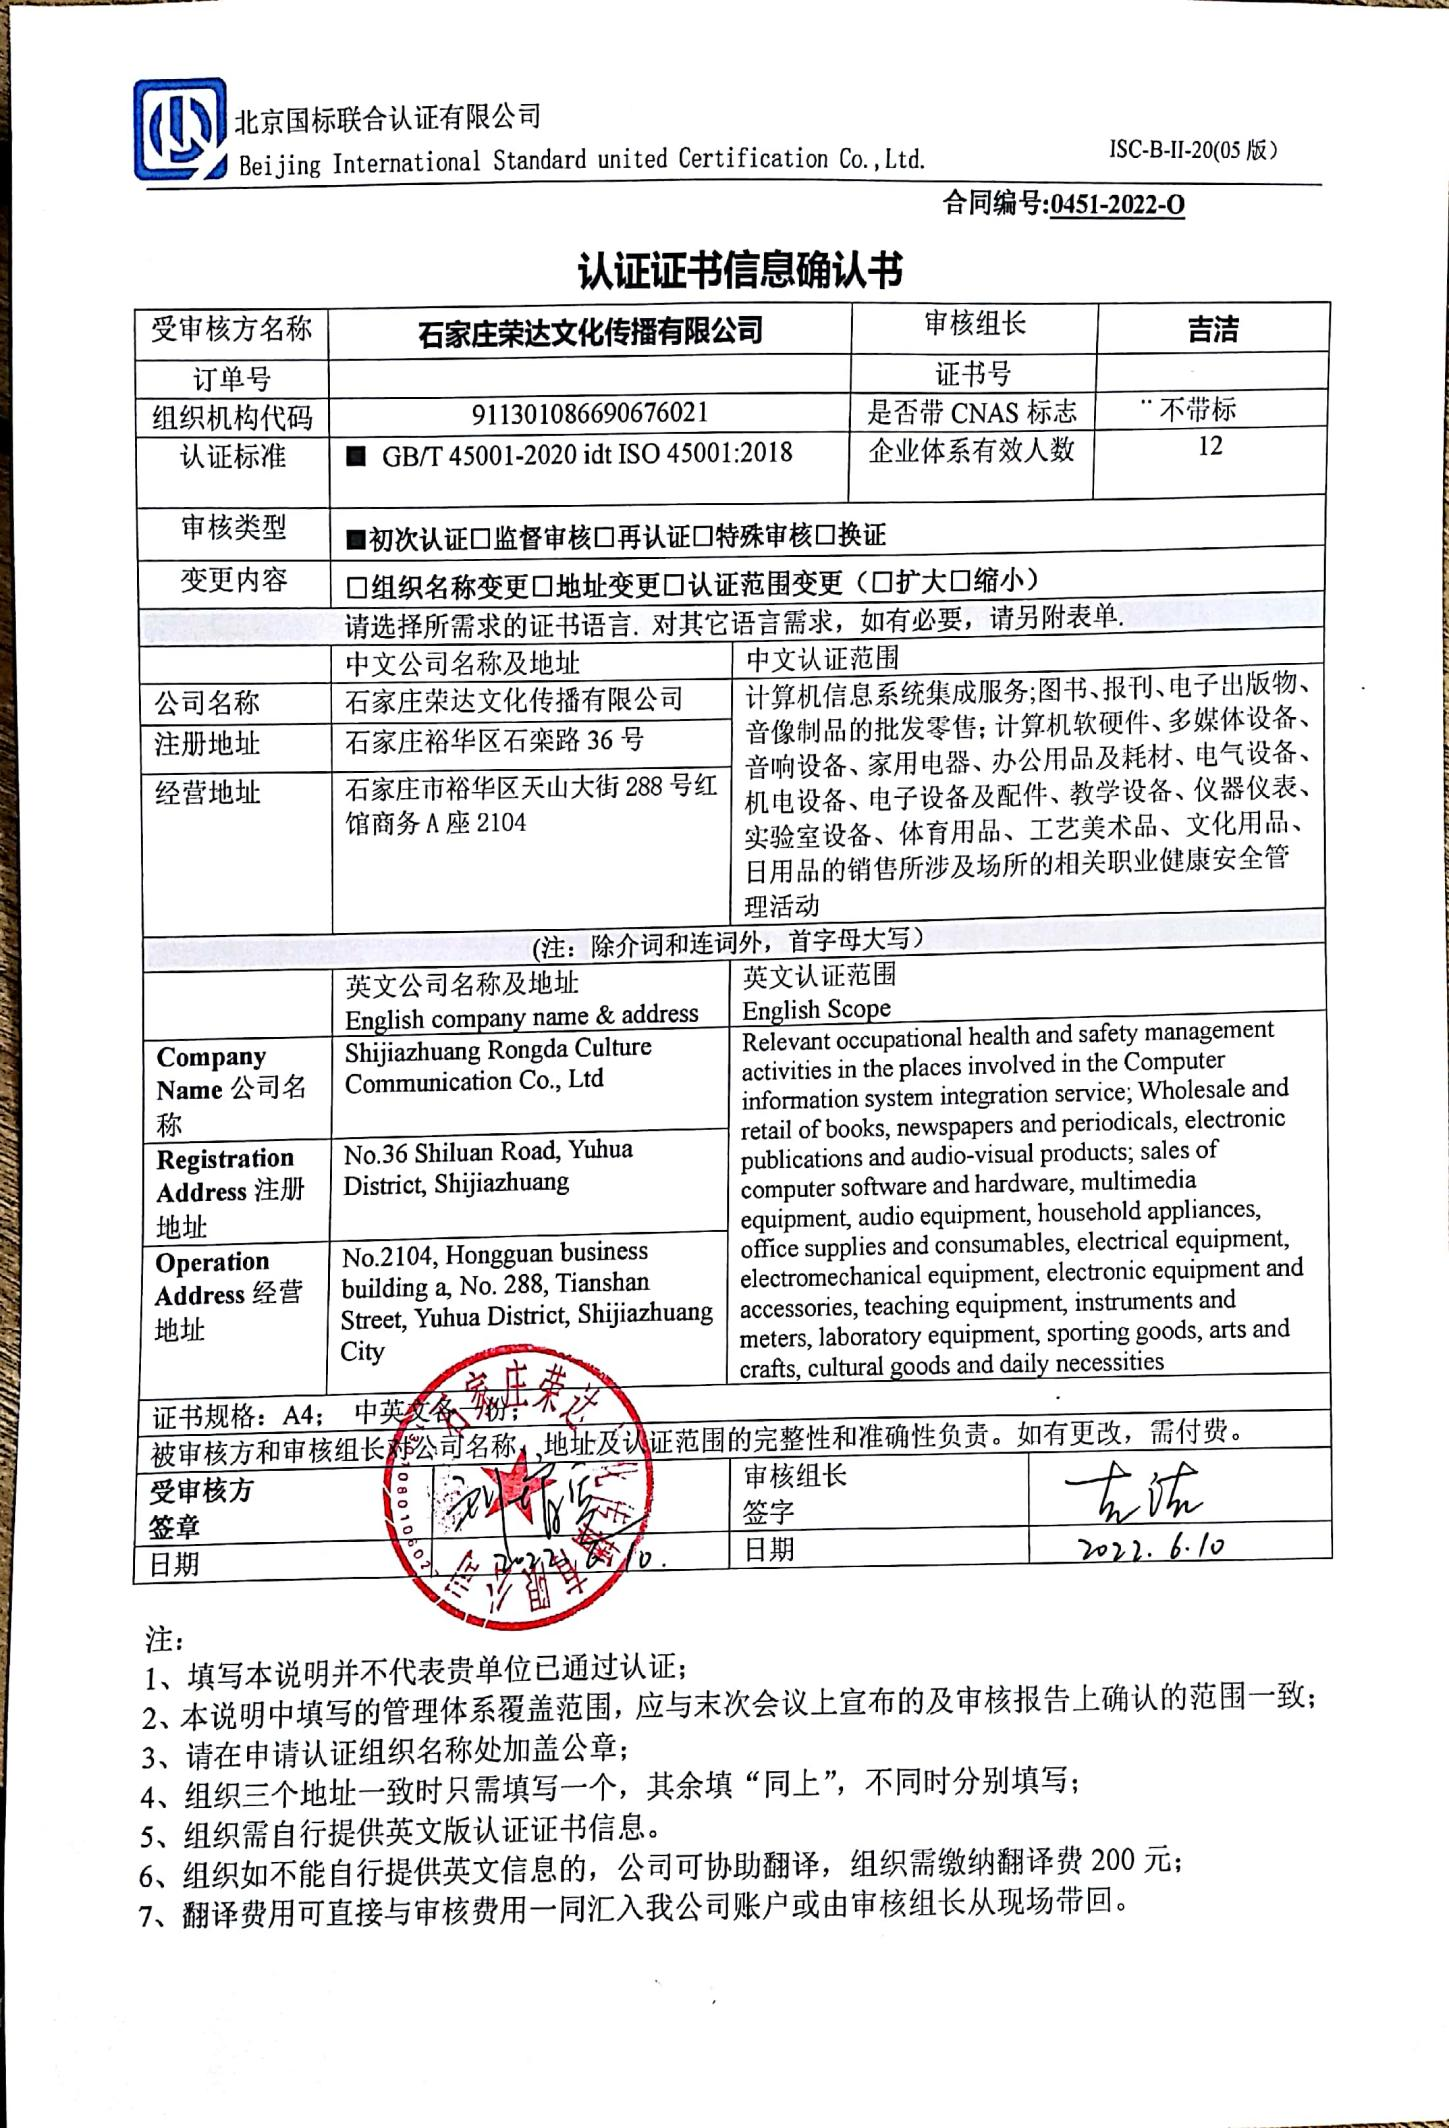 北京国标联合认证有限公司
Beijing International Standard united Certification Co.,Ltd.
ISC-B-II-20(05 版)
合同编号:0451-2022-O
认证证书信息确认书
受审核方名称 石家庄荣达文化传播有限公司 审核组长 吉洁
订单号 证书号
组织机构代码 911301086690676021 是否带 CNAS 标志 ¨不带标
认证标准 ■ GB/T 45001-2020 idt ISO 45001:2018 企业体系有效人数 12
审核类型 ■初次认证□监督审核□再认证□特殊审核□换证
变更内容 □组织名称变更□地址变更□认证范围变更（□扩大□缩小）
请选择所需求的证书语言. 对其它语言需求，如有必要，请另附表单.
中文公司名称及地址 中文认证范围
公司名称 石家庄荣达文化传播有限公司
注册地址 石家庄裕华区石栾路 36 号
经营地址 石家庄市裕华区天山大街 288 号红
馆商务 A 座 2104
计算机信息系统集成服务;图书、报刊、电子出版物、
音像制品的批发零售；计算机软硬件、多媒体设备、
音响设备、家用电器、办公用品及耗材、电气设备、
机电设备、电子设备及配件、教学设备、仪器仪表、
实验室设备、体育用品、工艺美术品、文化用品、
日用品的销售所涉及场所的相关职业健康安全管
理活动
(注：除介词和连词外，首字母大写）
英文公司名称及地址
English company name & address
英文认证范围
English Scope
Company
Name 公司名
称
Shijiazhuang Rongda Culture
Communication Co., Ltd
Registration
Address 注册
地址
No.36 Shiluan Road, Yuhua
District, Shijiazhuang
Operation
Address 经营
地址
No.2104, Hongguan business
building a, No. 288, Tianshan
Street, Yuhua District, Shijiazhuang
City
Relevant occupational health and safety management
activities in the places involved in the Computer
information system integration service; Wholesale and
retail of books, newspapers and periodicals, electronic
publications and audio-visual products; sales of
computer software and hardware, multimedia
equipment, audio equipment, household appliances,
office supplies and consumables, electrical equipment,
electromechanical equipment, electronic equipment and
accessories, teaching equipment, instruments and
meters, laboratory equipment, sporting goods, arts and
crafts, cultural goods and daily necessities
证书规格：A4； 中英文各一份；
被审核方和审核组长对公司名称，地址及认证范围的完整性和准确性负责。如有更改，需付费。
受审核方
签章
审核组长
签字
吉洁
日期 2022.6.10. 日期 2022.6.10
石家庄荣达文化传播有限公司
130108010602
注：
1、填写本说明并不代表贵单位已通过认证；
2、本说明中填写的管理体系覆盖范围，应与末次会议上宣布的及审核报告上确认的范围一致；
3、请在申请认证组织名称处加盖公章；
4、组织三个地址一致时只需填写一个，其余填“同上”，不同时分别填写；
5、组织需自行提供英文版认证证书信息。
6、组织如不能自行提供英文信息的，公司可协助翻译，组织需缴纳翻译费 200 元；
7、翻译费用可直接与审核费用一同汇入我公司账户或由审核组长从现场带回。